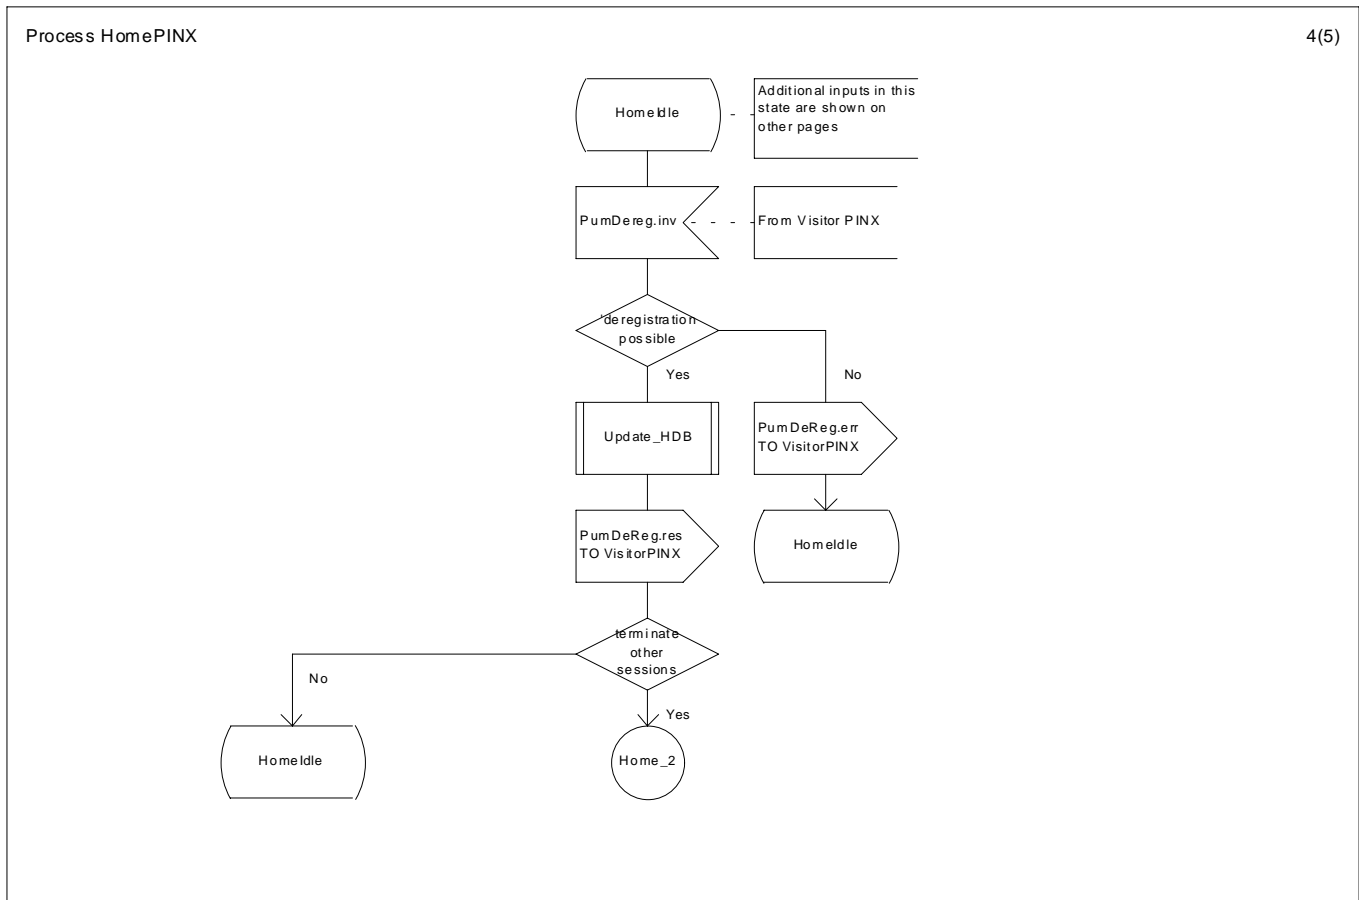 Process HomePINX
4(5)
HomeIdle
Additional inputs in this
state are shown on
other pages
PumDereg.inv
From Visitor PINX
'deregistration
possible
Yes
No
Update_HDB
PumDeReg.err
TO VisitorPINX
PumDeReg.res
TO VisitorPINX
HomeIdle
terminate
other
sessions
No
Yes
HomeIdle
Home_2